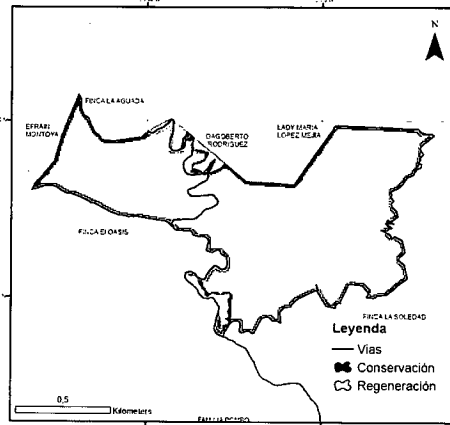 N
FINCA LA AGUADA
EFRAIN
MONTOYA
DAGOBERTO
RODRIGUEZ
LADY MARIA
LOPEZ MEJIA
FINCA El OASIS
FINCA LA SOLEDAD
Leyenda
Vias
Conservación
Regeneración
0,5
Kilometers